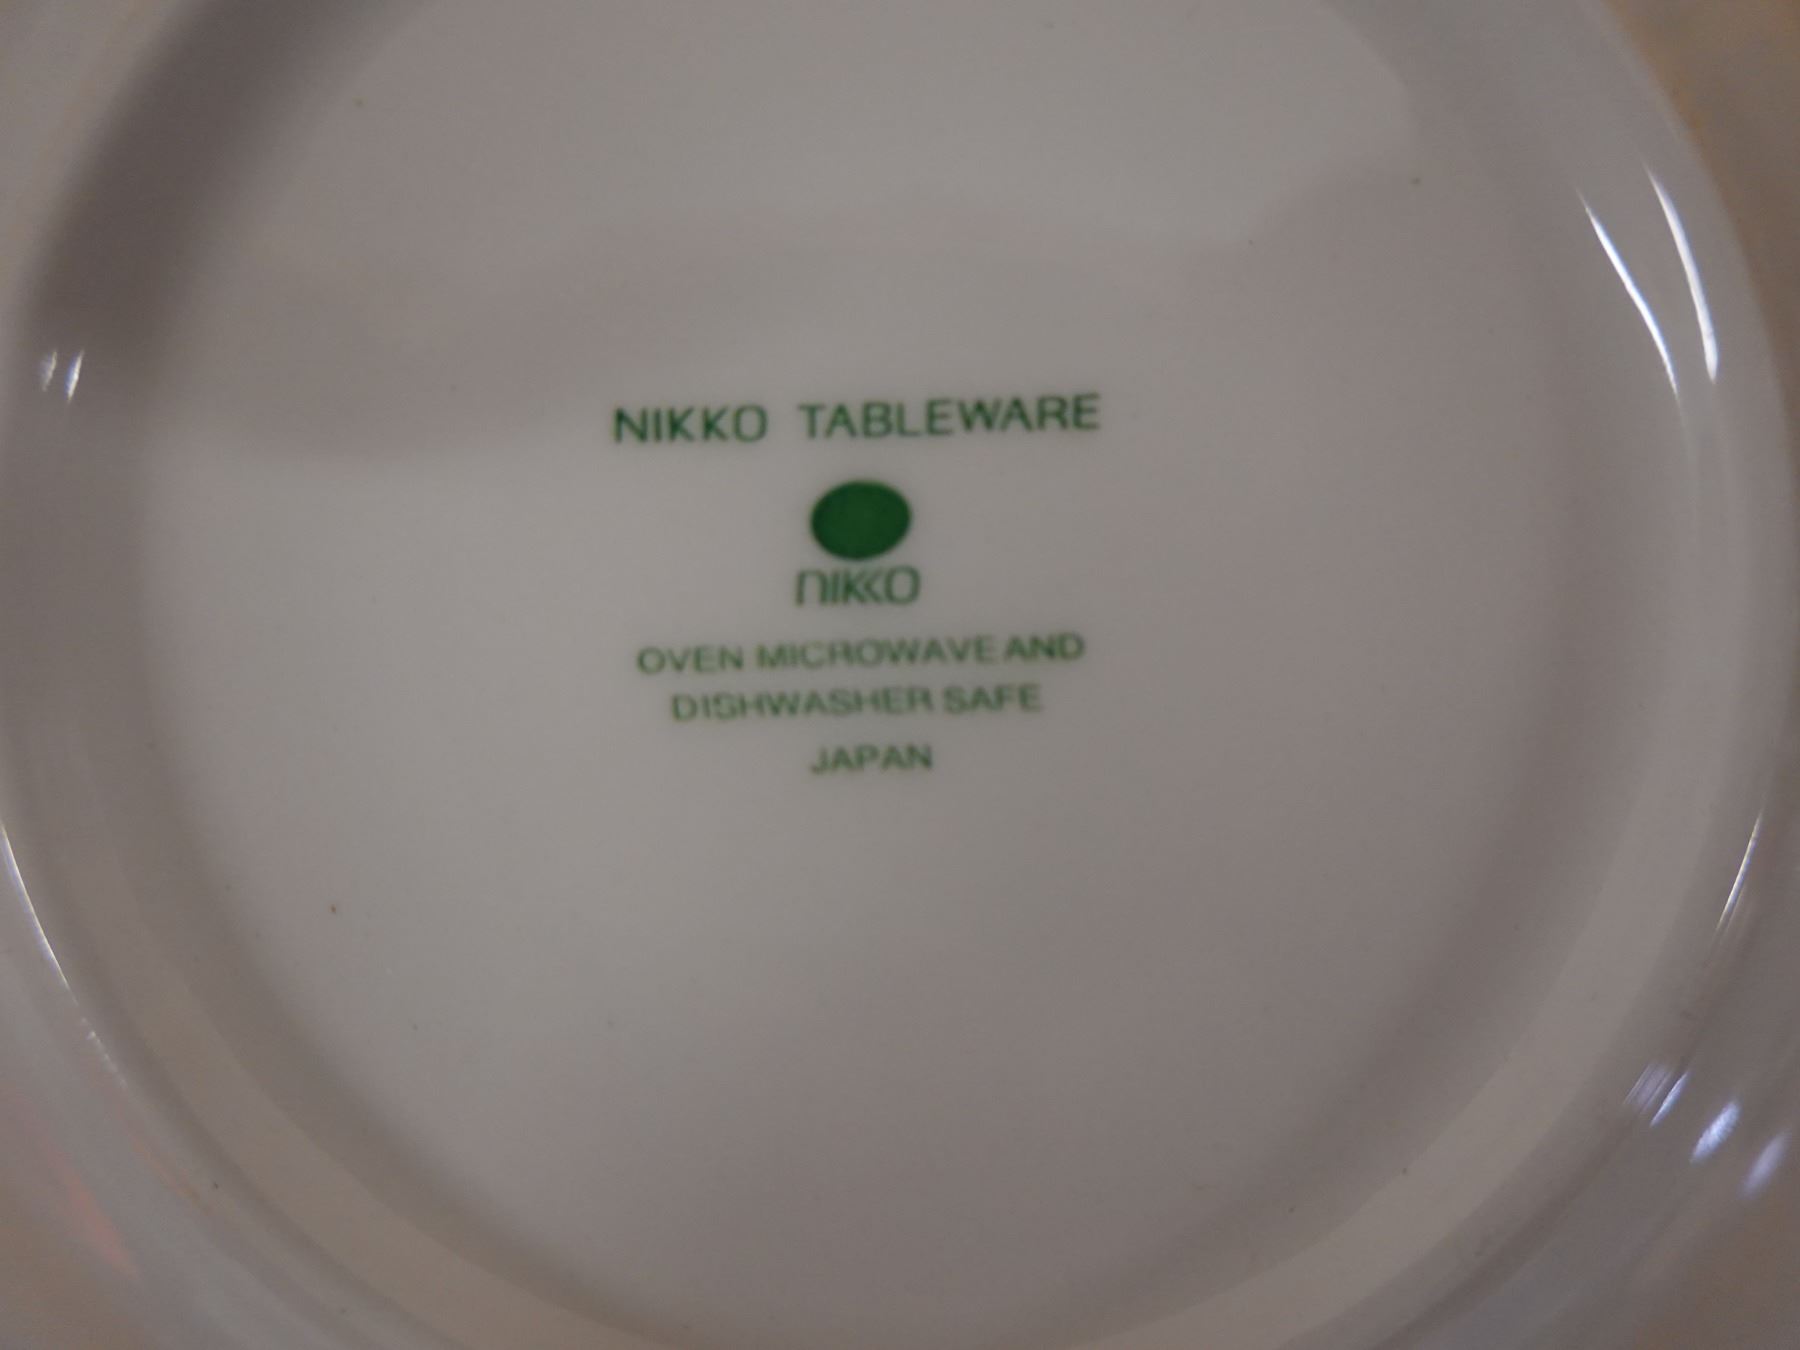 NIKKO TABLEWARE
nikko
OVEN MICROWAVE AND
DISHWASHER SAFE
JAPAN